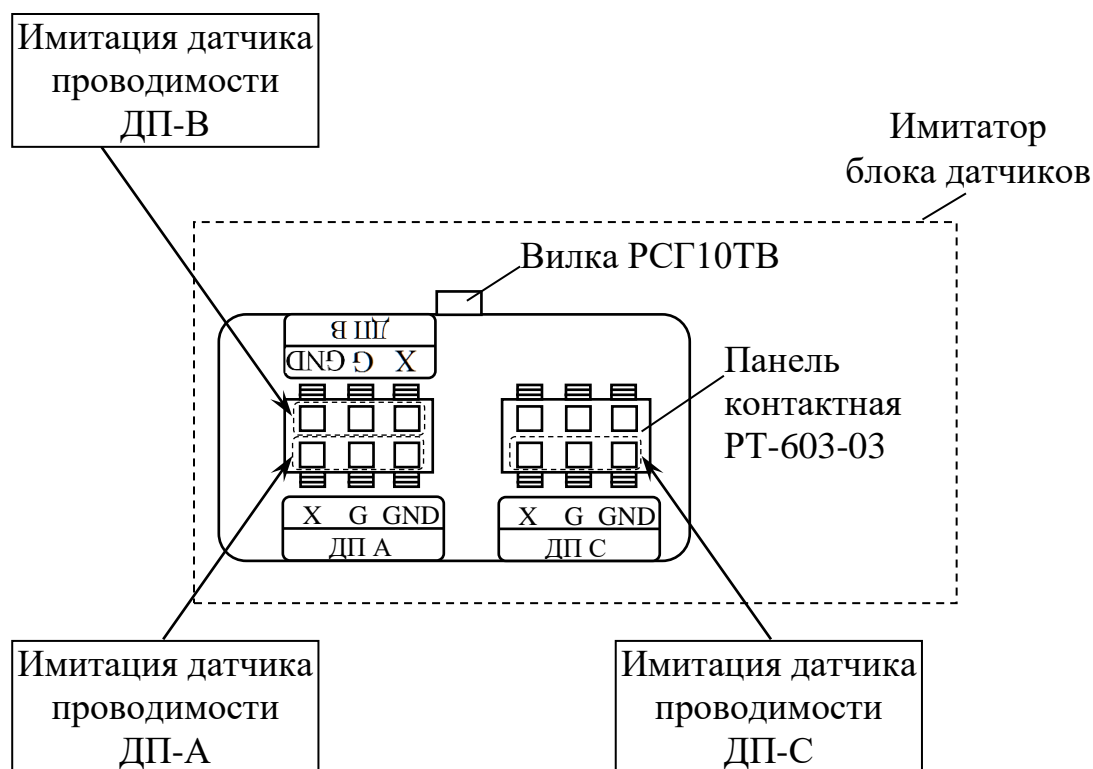 Имитация датчика
проводимости
ДП-В
Имитатор
блока датчиков
Вилка РСГ10ТВ
ДП В
X G GND
Панель
контактная
РТ-603-03
X G GND
ДП А
X G GND
ДП С
Имитация датчика
проводимости
ДП-А
Имитация датчика
проводимости
ДП-С